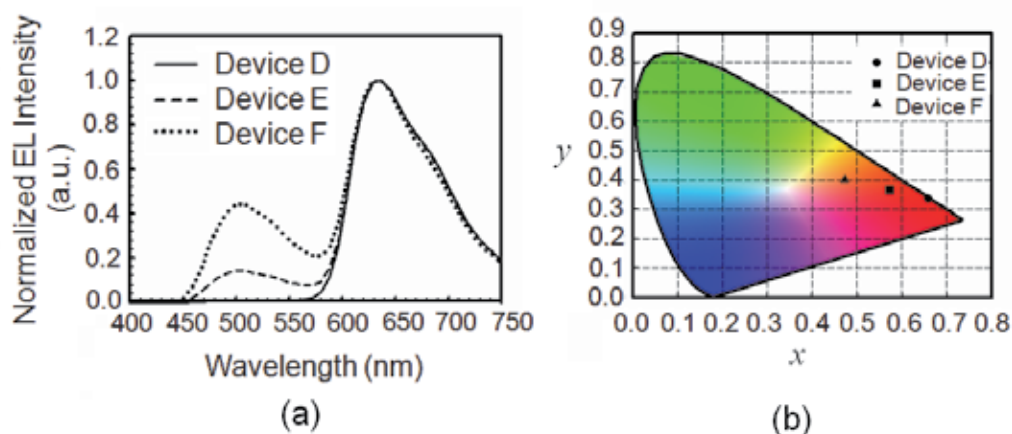 Normalized EL Intensity
(a.u.)
1.2
1.0
0.8
0.6
0.4
0.2
0.0
Device D
Device E
Device F
400 450 500 550 600 650 700 750
Wavelength (nm)
(a)
0.9
0.8
0.7
0.6
0.5
0.4
0.3
0.2
0.1
0.0
y
Device D
Device E
Device F
0.0 0.1 0.2 0.3 0.4 0.5 0.6 0.7 0.8
x
(b)